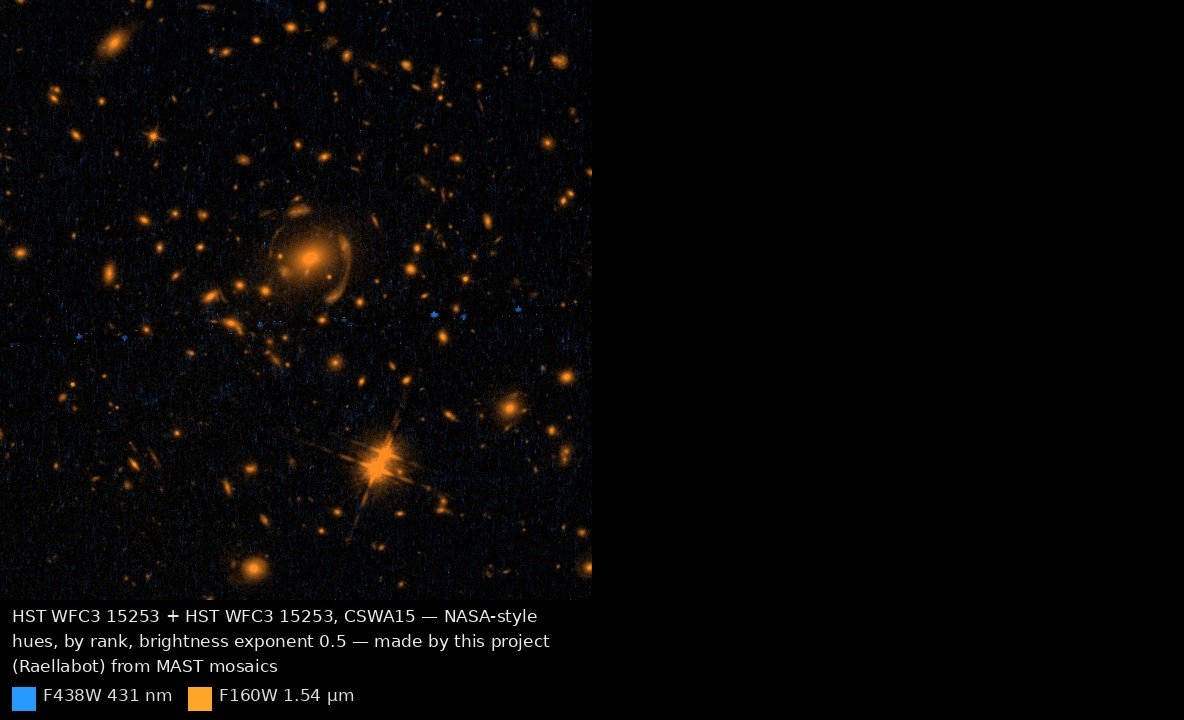 HST WFC3 15253 + HST WFC3 15253, CSWA15 — NASA-style
hues, by rank, brightness exponent 0.5 — made by this project
(Raellabot) from MAST mosaics
F438W 431 nm F160W 1.54 μm